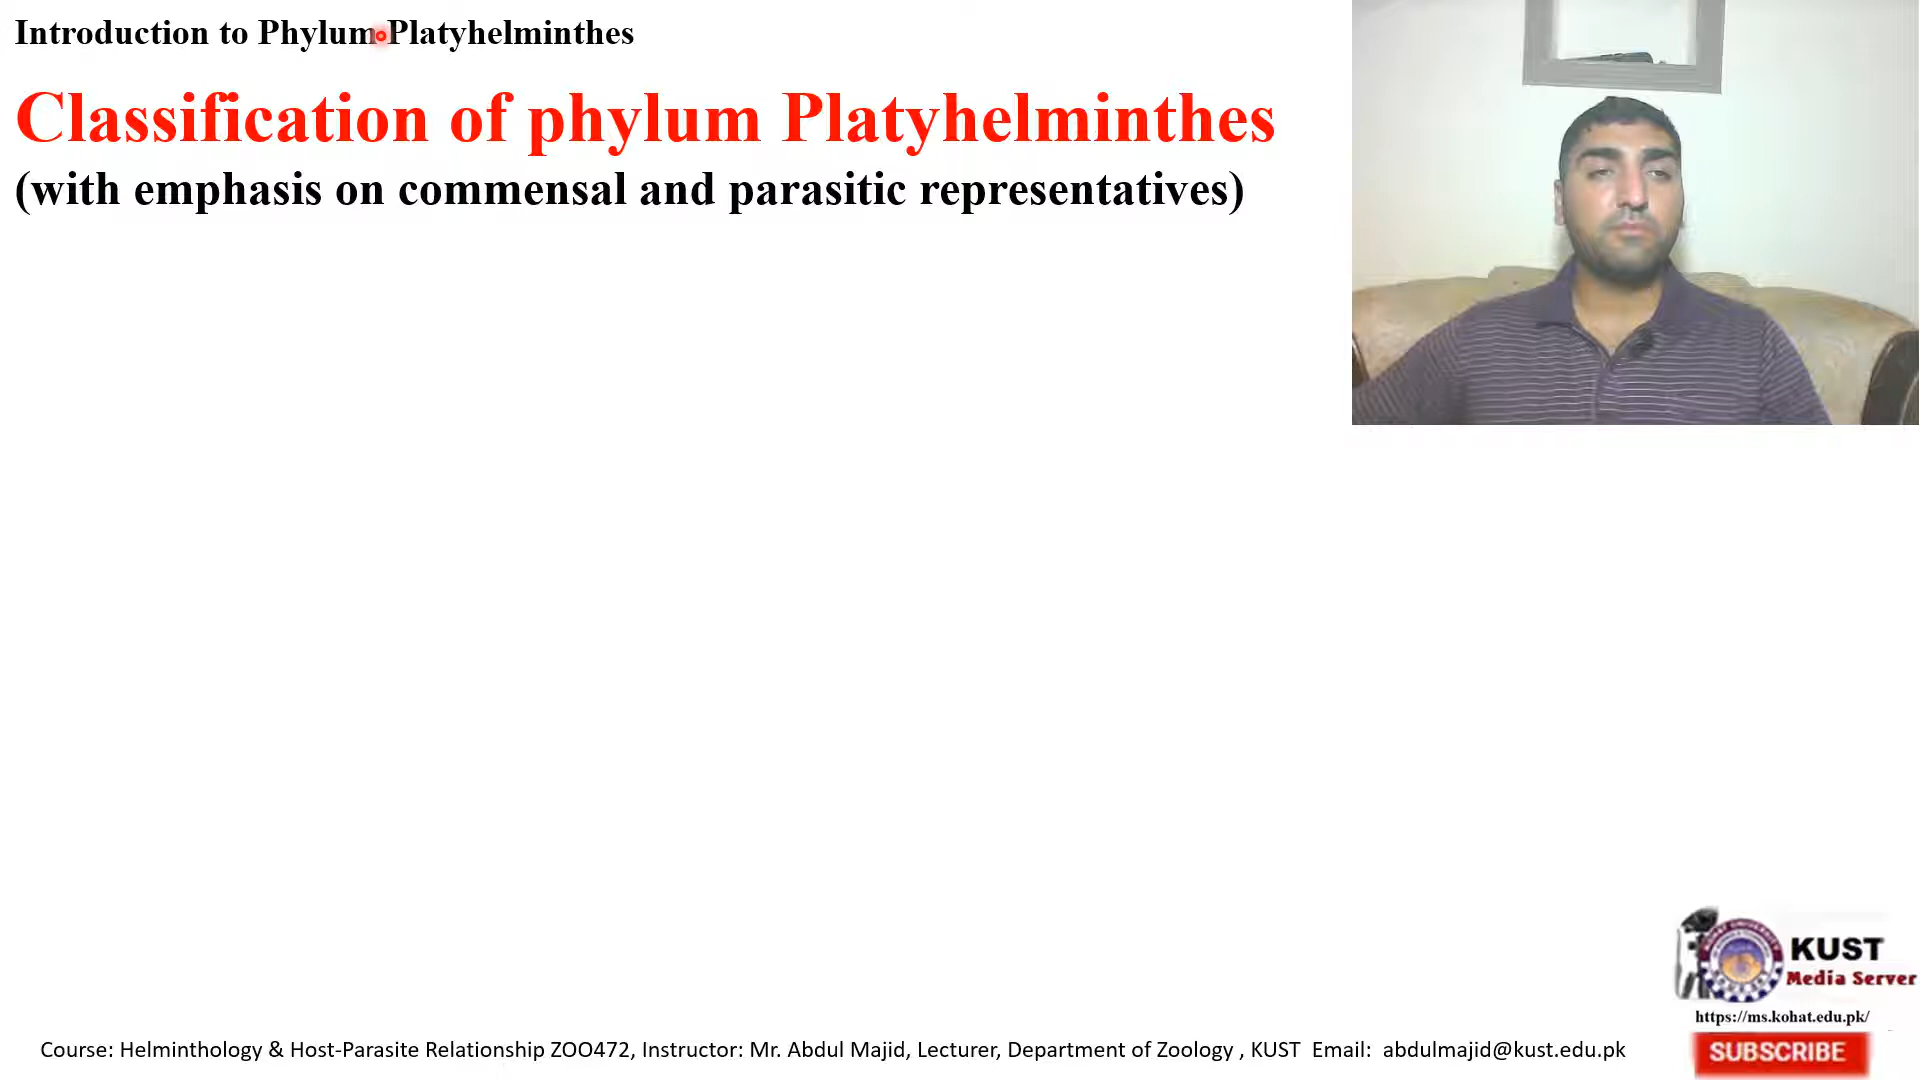 Introduction to Phylum Platyhelminthes
Classification of phylum Platyhelminthes
(with emphasis on commensal and parasitic representatives)
KUST
Media Server
https://ms.kohat.edu.pk/
SUBSCRIBE
Course: Helminthology & Host-Parasite Relationship ZOO472, Instructor: Mr. Abdul Majid, Lecturer, Department of Zoology , KUST Email: abdulmajid@kust.edu.pk